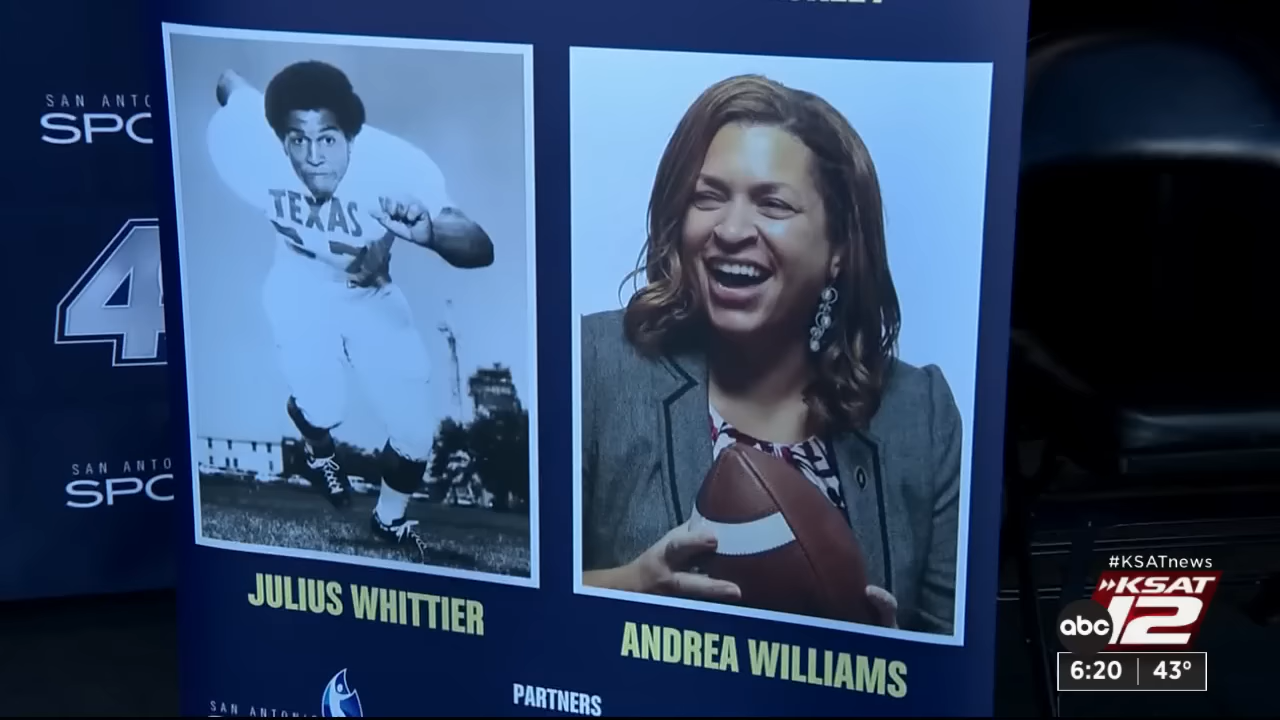 SAN ANTO
SPO
4
SAN ANTO
SPO
TEXAS
JULIUS WHITTIER
ANDREA WILLIAMS
PARTNERS
SAN ANTONIO
#KSATnews
KSAT
abc 12
6:20 43°